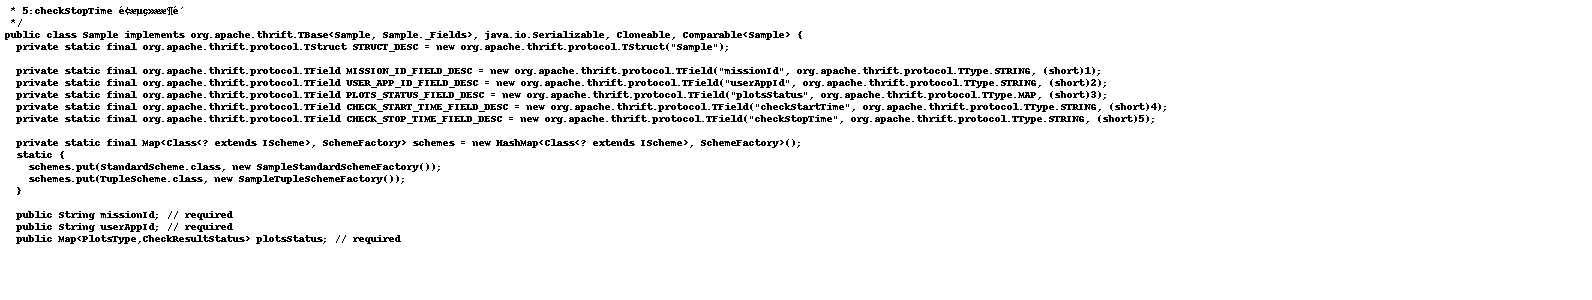 * 5:checkStopTime
*/
public class Sample implements org.apache.thrift.TBase<Sample, Sample._Fields>, java.io.Serializable, Cloneable, Comparable<Sample> {
private static final org.apache.thrift.protocol.TStruct STRUCT_DESC = new org.apache.thrift.protocol.TStruct("Sample");
private static final org.apache.thrift.protocol.TField MISSION_ID_FIELD_DESC = new org.apache.thrift.protocol.TField("missionId", org.apache.thrift.protocol.TType.STRING, (short)1);
private static final org.apache.thrift.protocol.TField USER_APP_ID_FIELD_DESC = new org.apache.thrift.protocol.TField("userAppId", org.apache.thrift.protocol.TType.STRING, (short)2);
private static final org.apache.thrift.protocol.TField PLOTS_STATUS_FIELD_DESC = new org.apache.thrift.protocol.TField("plotsStatus", org.apache.thrift.protocol.TType.MAP, (short)3);
private static final org.apache.thrift.protocol.TField CHECK_START_TIME_FIELD_DESC = new org.apache.thrift.protocol.TField("checkStartTime", org.apache.thrift.protocol.TType.STRING, (short)4);
private static final org.apache.thrift.protocol.TField CHECK_STOP_TIME_FIELD_DESC = new org.apache.thrift.protocol.TField("checkStopTime", org.apache.thrift.protocol.TType.STRING, (short)5);
private static final Map<Class<? extends IScheme>, SchemeFactory> schemes = new HashMap<Class<? extends IScheme>, SchemeFactory>();
static {
schemes.put(StandardScheme.class, new SampleStandardSchemeFactory());
schemes.put(TupleScheme.class, new SampleTupleSchemeFactory());
}
public String missionId; // required
public String userAppId; // required
public Map<PlotsType,CheckResultStatus> plotsStatus; // required